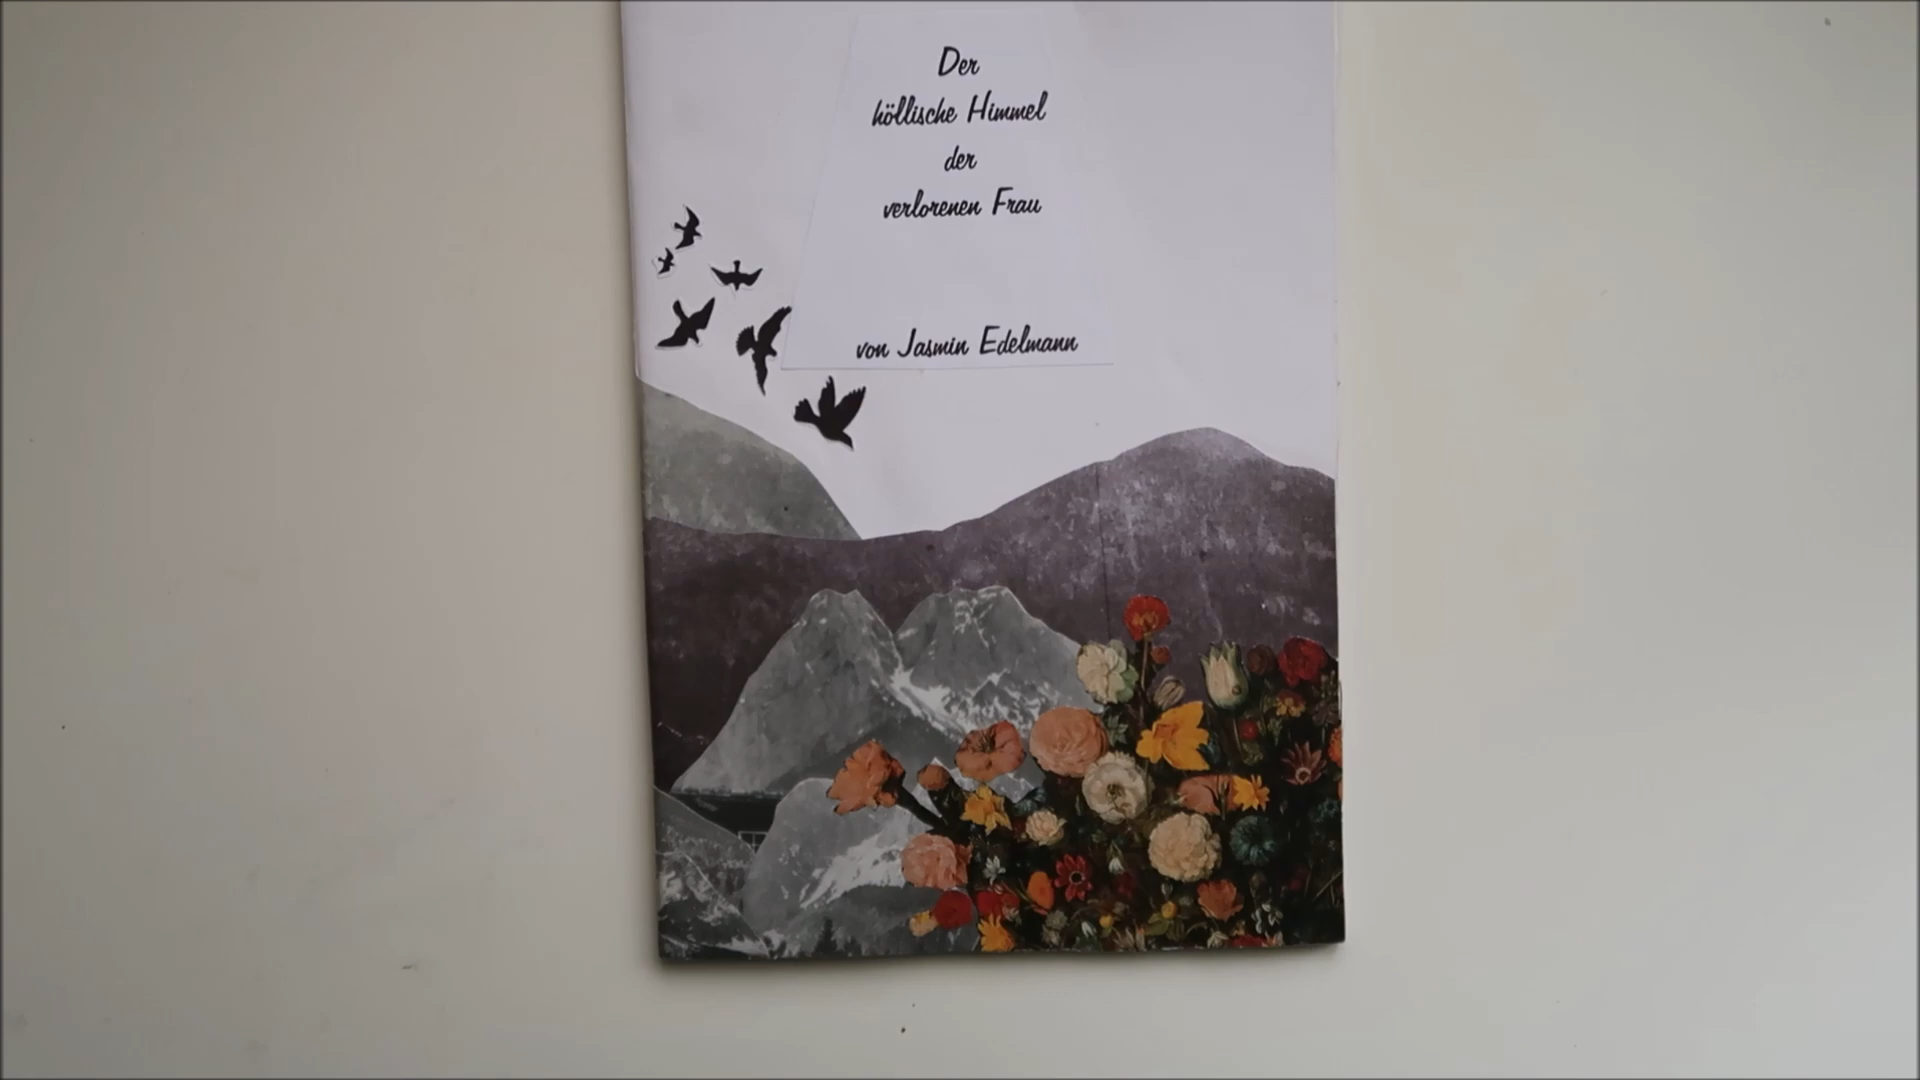 Der
höllische Himmel
der
verlorenen Frau
von Jasmin Edelmann